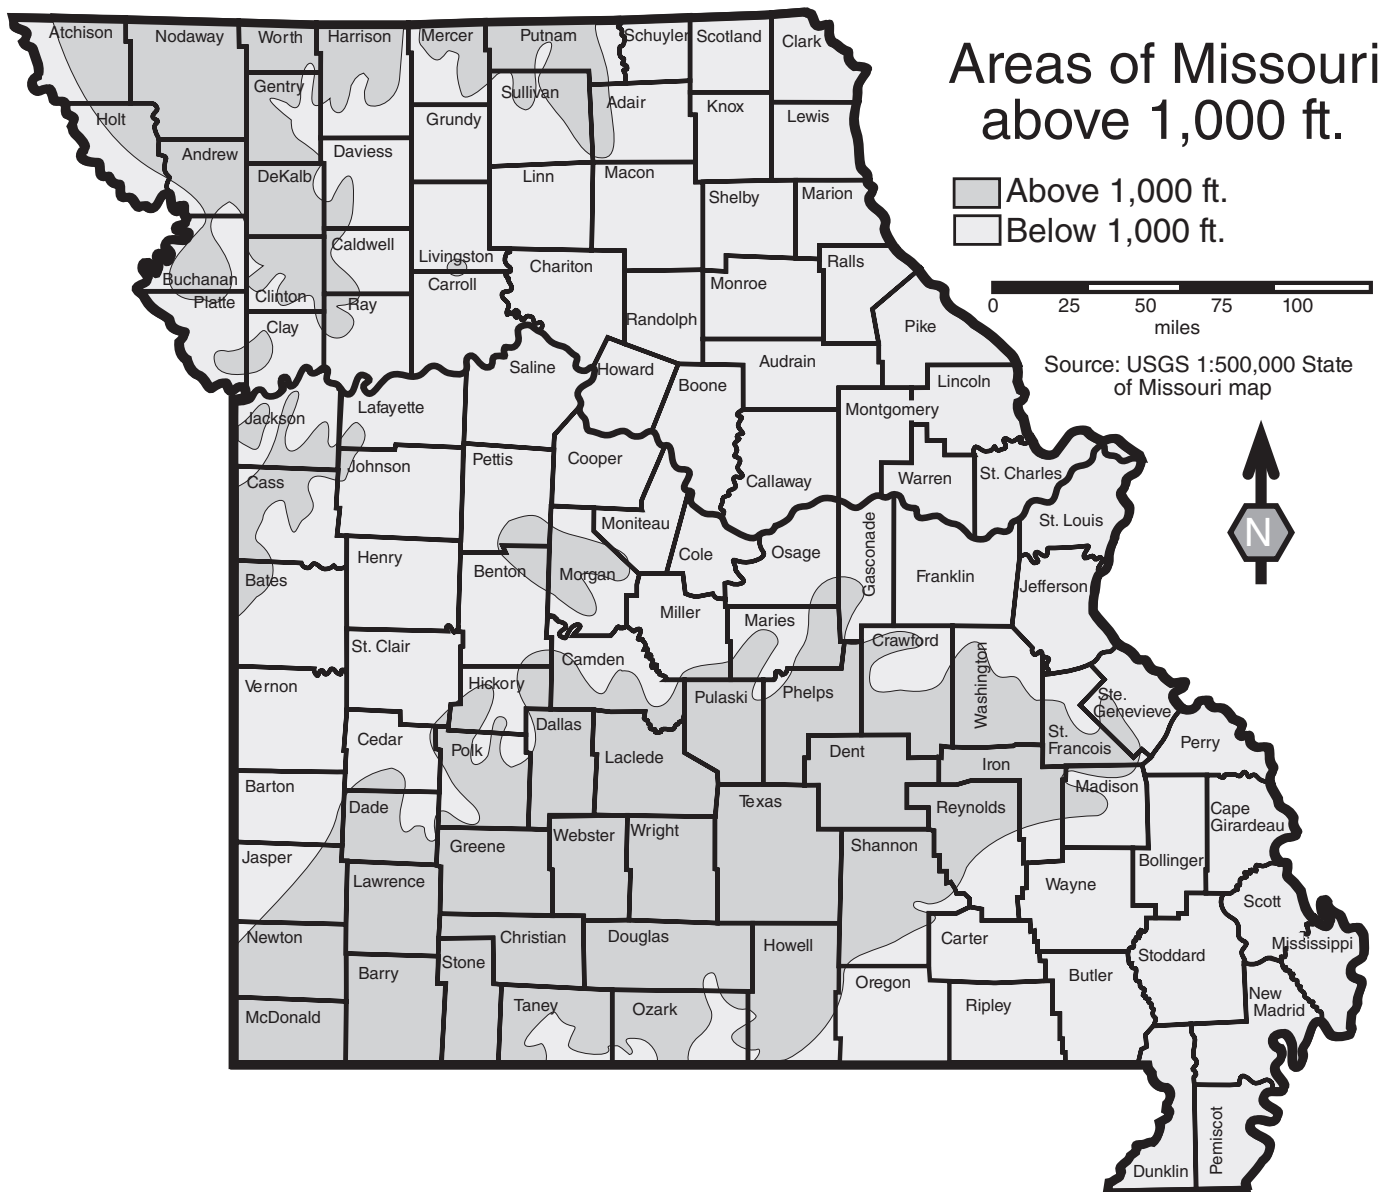 Areas of Missouri
above 1,000 ft.
Above 1,000 ft.
Below 1,000 ft.
0 25 50 75 100
miles
Source: USGS 1:500,000 State
of Missouri map
N
Atchison
Nodaway
Worth
Harrison
Mercer
Putnam
Schuyler
Scotland
Clark
Gentry
Sullivan
Adair
Knox
Lewis
Holt
Grundy
Andrew
Daviess
DeKalb
Linn
Macon
Shelby
Marion
Caldwell
Livingston
Chariton
Ralls
Buchanan
Carroll
Monroe
Platte
Clinton
Ray
Randolph
Pike
Clay
Saline
Howard
Audrain
Boone
Lincoln
Jackson
Lafayette
Montgomery
Johnson
Pettis
Cooper
Cass
Callaway
Warren
St. Charles
Moniteau
St. Louis
Henry
Cole
Osage
Gasconade
Bates
Benton
Morgan
Franklin
Jefferson
Miller
Maries
St. Clair
Camden
Crawford
Washington
Vernon
Hickory
Pulaski
Phelps
Ste.
Genevieve
Cedar
Polk
Dallas
Laclede
Dent
St.
Francois
Perry
Iron
Barton
Dade
Texas
Reynolds
Madison
Cape
Girardeau
Jasper
Greene
Webster
Wright
Shannon
Bollinger
Lawrence
Wayne
Scott
Newton
Christian
Douglas
Howell
Carter
Mississippi
Barry
Stone
Stoddard
Butler
Oregon
McDonald
Taney
Ozark
Ripley
New
Madrid
Pemiscot
Dunklin